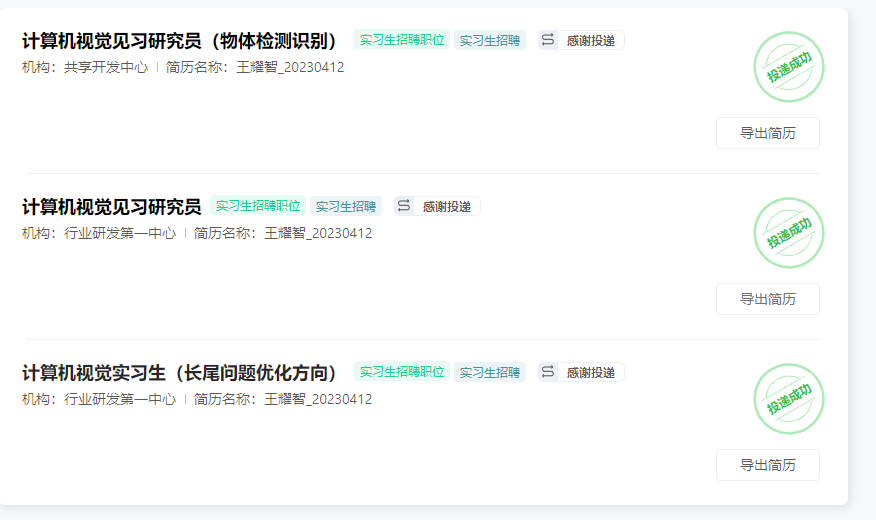 计算机视觉见习研究员（物体检测识别） 实习生招聘职位 实习生招聘 感谢投递
机构：共享开发中心 | 简历名称：王耀智_20230412
投递成功
导出简历
计算机视觉见习研究员 实习生招聘职位 实习生招聘 感谢投递
机构：行业研发第一中心 | 简历名称：王耀智_20230412
投递成功
导出简历
计算机视觉实习生（长尾问题优化方向） 实习生招聘职位 实习生招聘 感谢投递
机构：行业研发第一中心 | 简历名称：王耀智_20230412
投递成功
导出简历